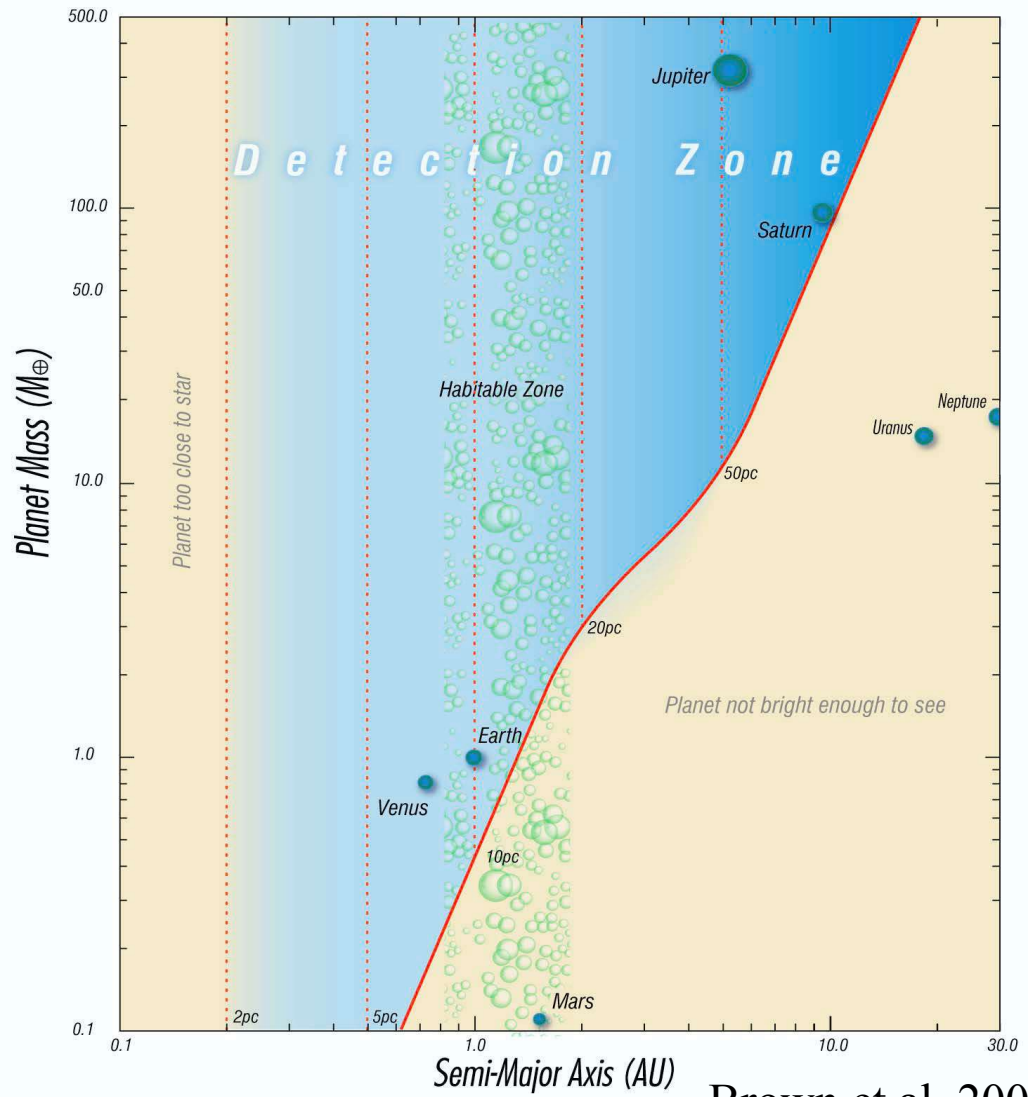 500.0
Jupiter
Detection Zone
100.0
Saturn
50.0
Planet Mass (M⊕)
Planet too close to star
Habitable Zone
Neptune
Uranus
10.0
50pc
20pc
Planet not bright enough to see
Earth
1.0
Venus
10pc
Mars
2pc
5pc
0.1
0.1
1.0
10.0
30.0
Semi-Major Axis (AU)